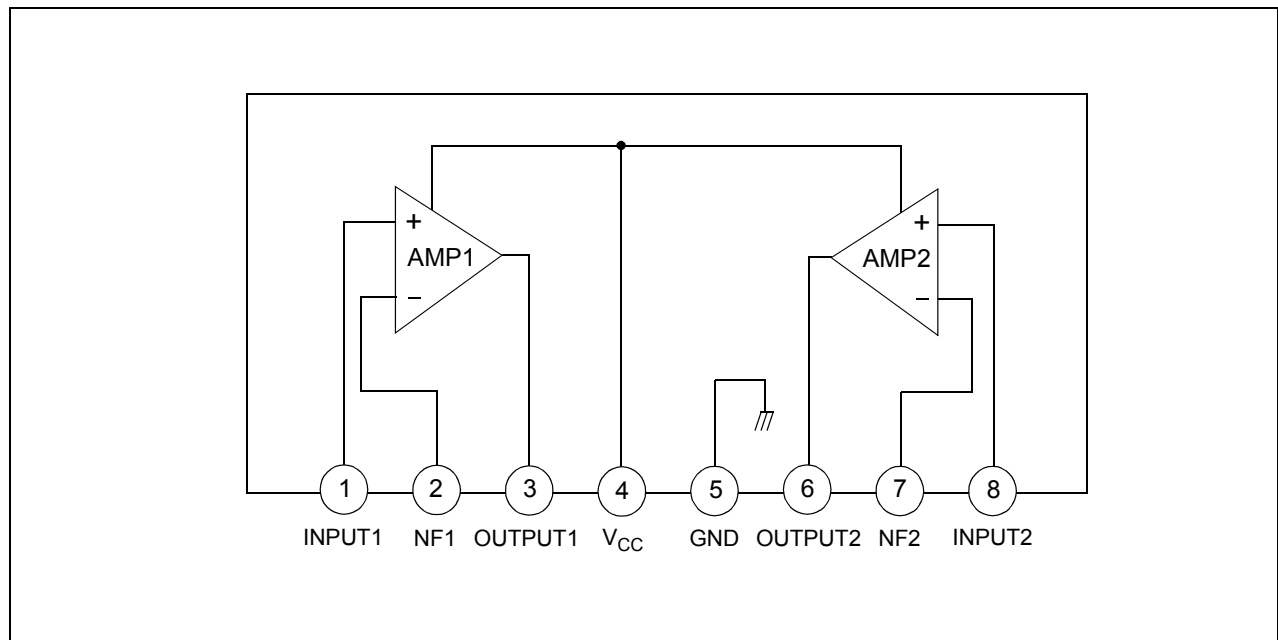 + +
AMP1 AMP2
− −
1 2 3 4 5 6 7 8
INPUT1 NF1 OUTPUT1 VCC GND OUTPUT2 NF2 INPUT2